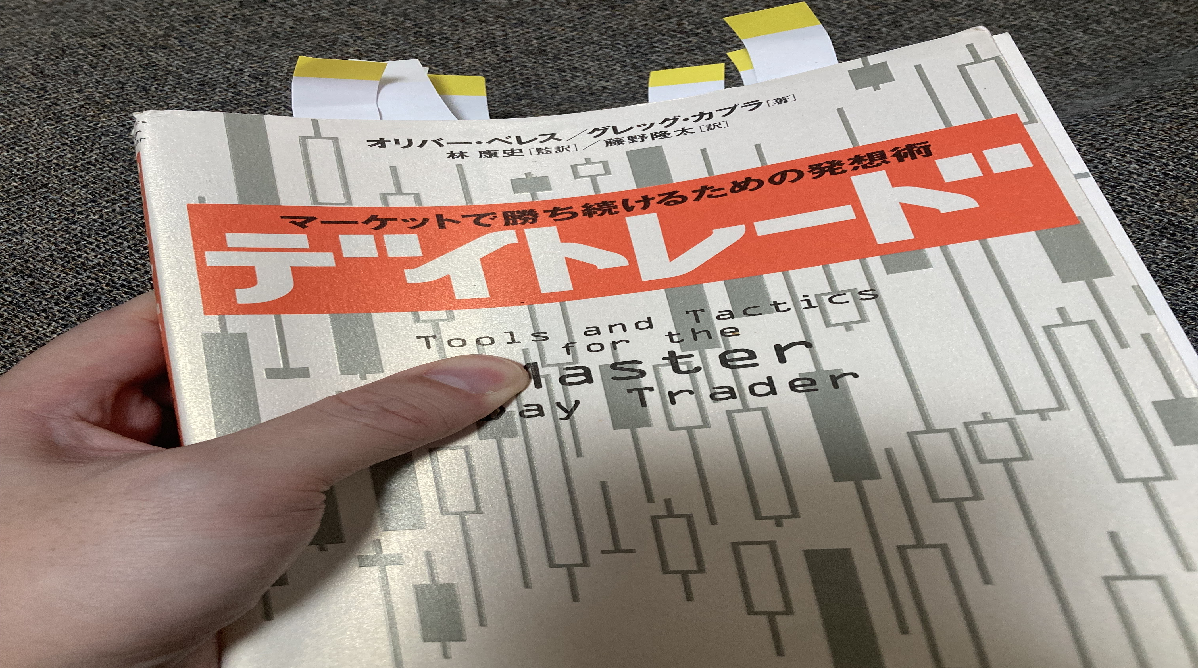 オリバー・ベレス／グレッグ・カプラ[著]
林 康史[監訳]／藤野隆太[訳]
マーケットで勝ち続けるための発想術
デイトレード
Tools and Tactics
for the
Master
Day Trader